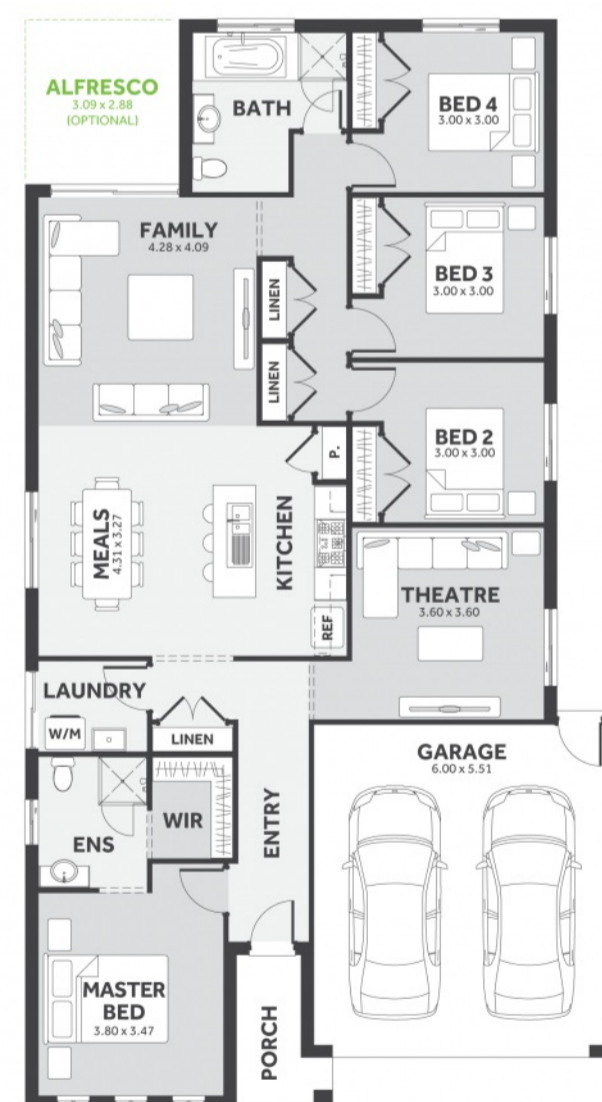 ALFRESCO
3.09 x 2.88
(OPTIONAL)
BATH
BED 4
3.00 x 3.00
FAMILY
4.28 x 4.09
BED 3
3.00 x 3.00
LINEN
LINEN
BED 2
3.00 x 3.00
P.
MEALS
4.31 x 3.27
KITCHEN
THEATRE
3.60 x 3.60
REF
LAUNDRY
W/M
LINEN
GARAGE
6.00 x 5.51
ENS
WIR
ENTRY
MASTER
BED
3.80 x 3.47
PORCH